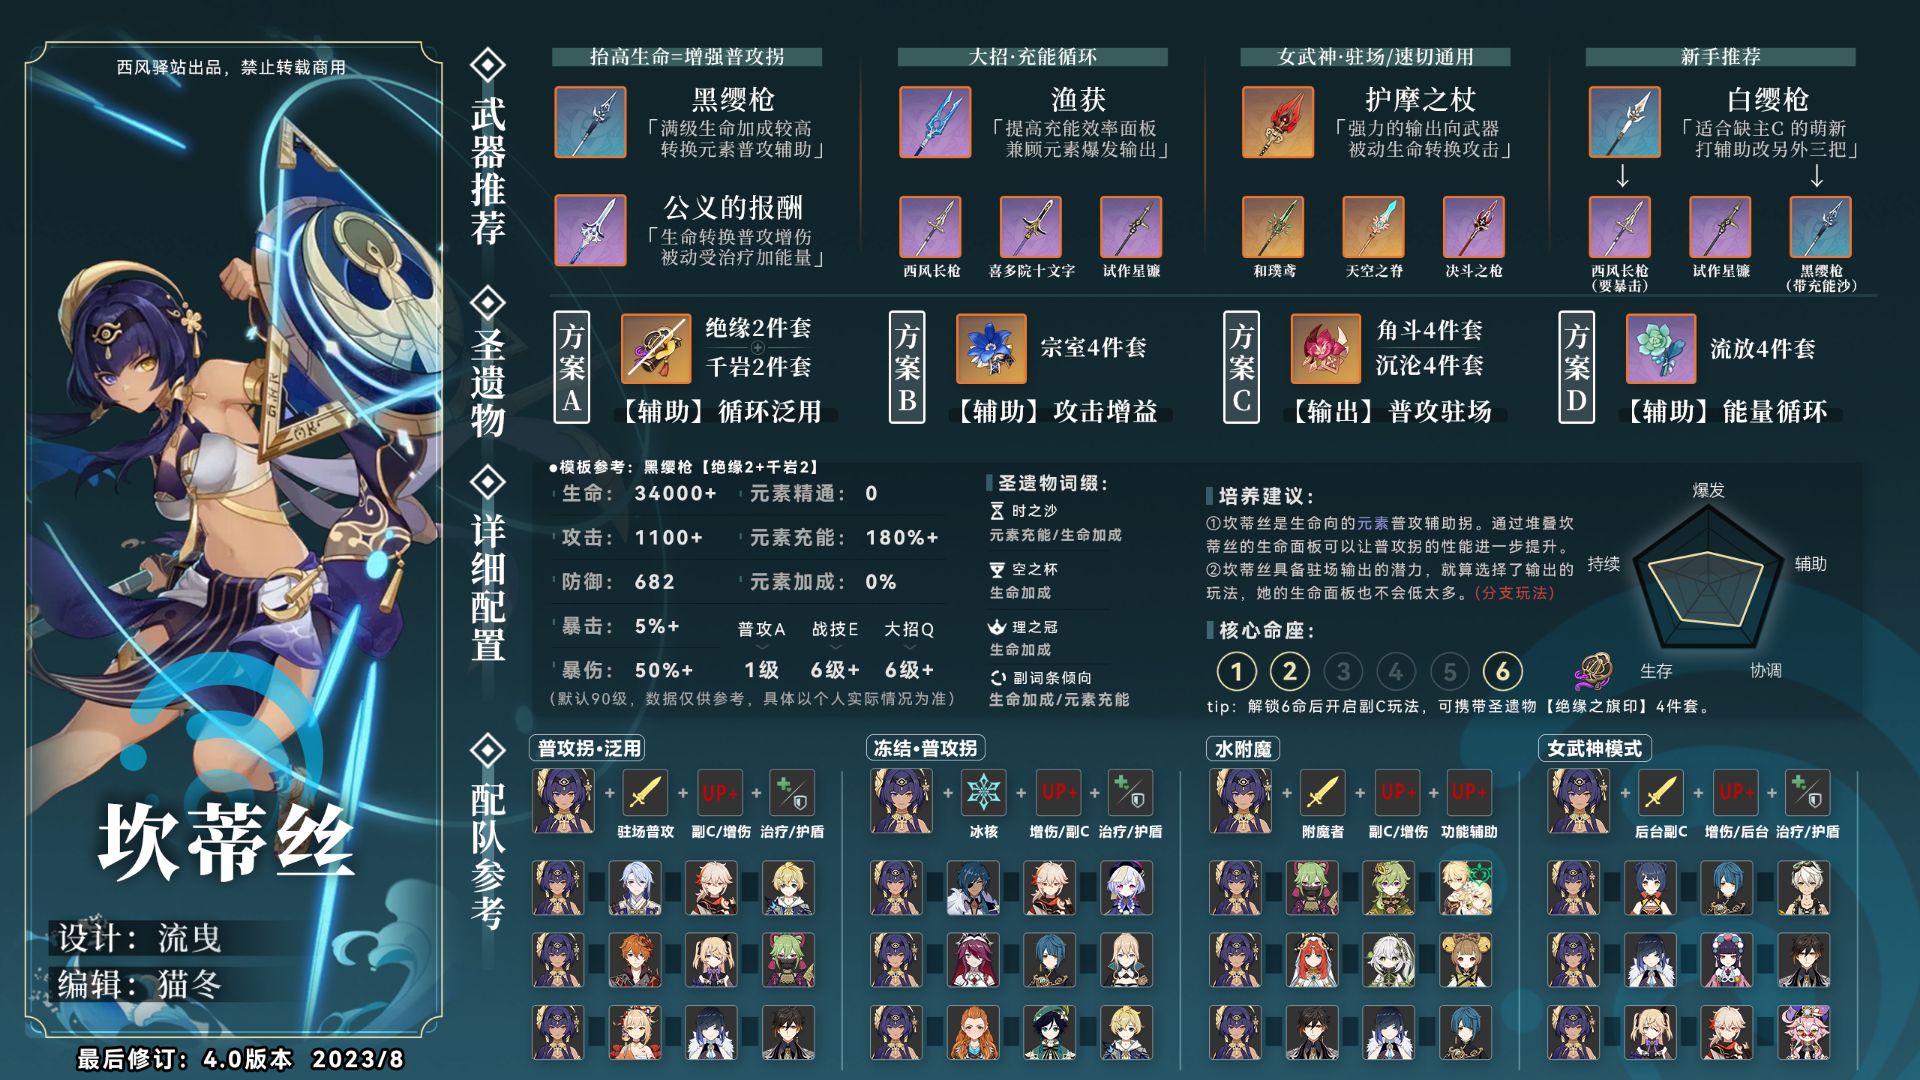 西风驿站出品，禁止转载商用
坎蒂丝
设计：流曳
编辑：猫冬
最后修订：4.0版本 2023/8
武器推荐
抬高生命=增强普攻拐
黑缨枪
「满级生命加成较高
转换元素普攻辅助」
公义的报酬
「生命转换普攻增伤
被动受治疗加能量」
大招·充能循环
渔获
「提高充能效率面板
兼顾元素爆发输出」
西风长枪 喜多院十文字 试作星镰
女武神·驻场/速切通用
护摩之杖
「强力的输出向武器
被动生命转换攻击」
和璞鸢 天空之脊 决斗之枪
新手推荐
白缨枪
「适合缺主C 的萌新
打辅助改另外三把」
西风长枪 试作星镰 黑缨枪
（要暴击） （带充能沙）
圣遗物
方案A
绝缘2件套
千岩2件套
【辅助】循环泛用
方案B
宗室4件套
【辅助】攻击增益
方案C
角斗4件套
沉沦4件套
【输出】普攻驻场
方案D
流放4件套
【辅助】能量循环
详细配置
●模板参考：黑缨枪【绝缘2+千岩2】
生命： 34000+ 元素精通： 0
攻击： 1100+ 元素充能： 180%+
防御： 682 元素加成： 0%
暴击： 5%+ 普攻A 战技E 大招Q
暴伤： 50%+ 1级 6级+ 6级+
（默认90级，数据仅供参考，具体以个人实际情况为准）
圣遗物词缀：
时之沙
元素充能/生命加成
空之杯
生命加成
理之冠
生命加成
副词条倾向
生命加成/元素充能
培养建议：
①坎蒂丝是生命向的元素普攻辅助拐。通过堆叠坎
蒂丝的生命面板可以让普攻拐的性能进一步提升。
②坎蒂丝具备驻场输出的潜力，就算选择了输出的
玩法，她的生命面板也不会低太多。（分支玩法）
核心命座：
1 2 3 4 5 6
tip：解锁6命后开启副C玩法，可携带圣遗物【绝缘之旗印】4件套。
爆发
持续 辅助
生存 协调
配队参考
普攻拐·泛用
+ + UP+ +
驻场普攻 副C/增伤 治疗/护盾
冻结·普攻拐
+ + UP+ +
冰核 增伤/副C 治疗/护盾
水附魔
+ + UP+ + UP+
附魔者 副C/增伤 功能辅助
女武神模式
+ + UP+ +
后台副C 增伤/后台 治疗/护盾